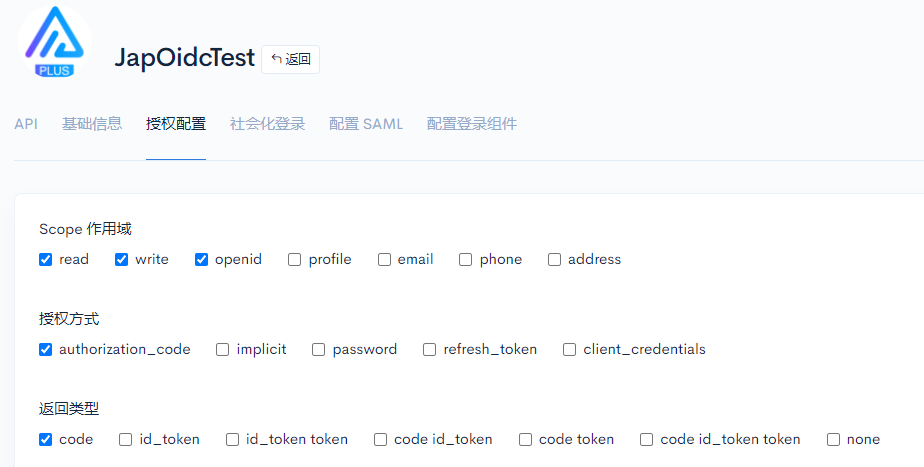 PLUS
JapOidcTest 返回
API 基础信息 授权配置 社会化登录 配置 SAML 配置登录组件
Scope 作用域
read write openid profile email phone address
授权方式
authorization_code implicit password refresh_token client_credentials
返回类型
code id_token id_token token code id_token code token code id_token token none